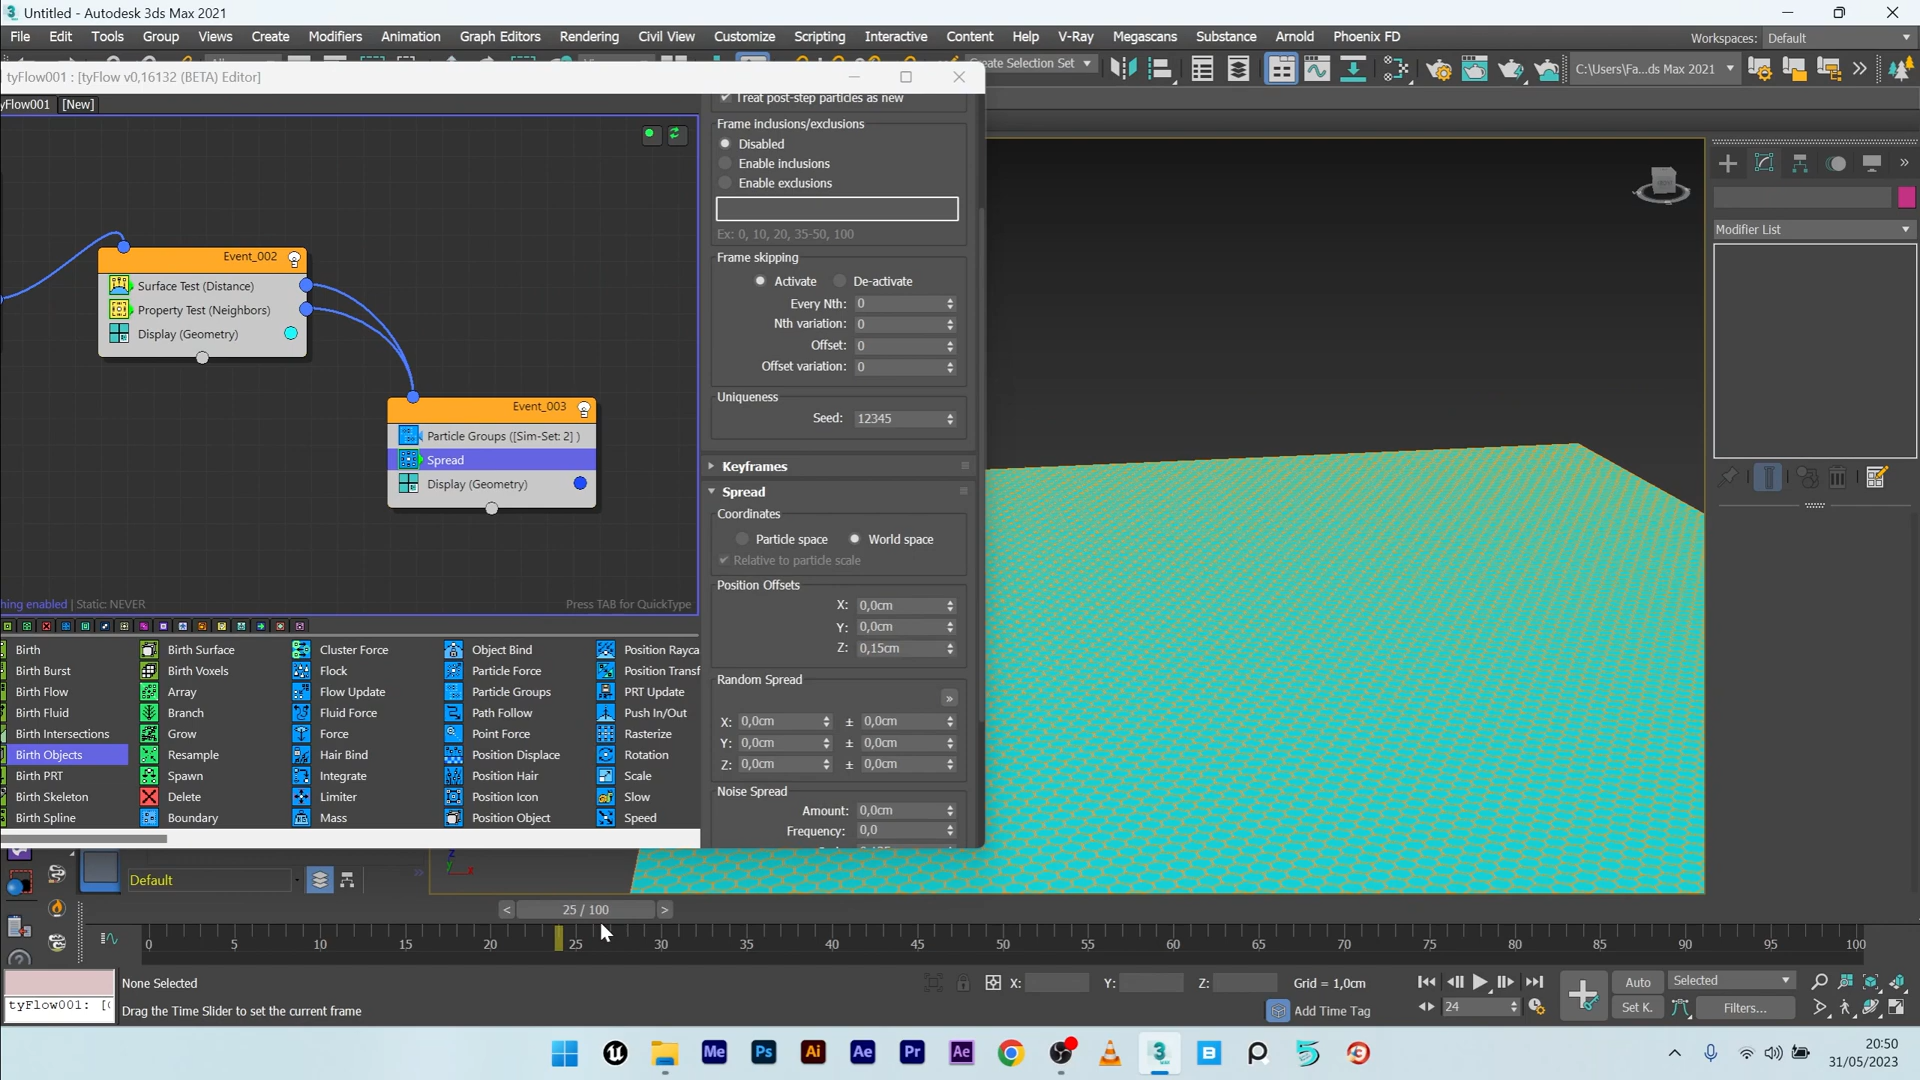 Untitled - Autodesk 3ds Max 2021
File Edit Tools Group Views Create Modifiers Animation Graph Editors Rendering Civil View Customize Scripting Interactive Content Help V-Ray Megascans Substance Arnold Phoenix FD
Workspaces: Default
Create Selection Set
C:\Users\Fa...ds Max 2021
tyFlow001 : [tyFlow v0,16132 (BETA) Editor]
yFlow001 [New]
Treat post-step particles as new
Frame inclusions/exclusions
Disabled
Enable inclusions
Enable exclusions
Ex: 0, 10, 20, 35-50, 100
Frame skipping
Activate De-activate
Every Nth: 0
Nth variation: 0
Offset: 0
Offset variation: 0
Uniqueness
Seed: 12345
Keyframes
Spread
Coordinates
Particle space World space
Relative to particle scale
Position Offsets
X: 0,0cm
Y: 0,0cm
Z: 0,15cm
Random Spread
X: 0,0cm ± 0,0cm
Y: 0,0cm ± 0,0cm
Z: 0,0cm ± 0,0cm
Noise Spread
Amount: 0,0cm
Frequency: 0,0
Event_002
Surface Test (Distance)
Property Test (Neighbors)
Display (Geometry)
Event_003
Particle Groups ([Sim-Set: 2] )
Spread
Display (Geometry)
hing enabled | Static: NEVER
Press TAB for QuickType
Birth Birth Surface Cluster Force Object Bind Position Rayca
Birth Burst Birth Voxels Flock Particle Force Position Transf
Birth Flow Array Flow Update Particle Groups PRT Update
Birth Fluid Branch Fluid Force Path Follow Push In/Out
Birth Intersections Grow Force Point Force Rasterize
Birth Objects Resample Hair Bind Position Displace Rotation
Birth PRT Spawn Integrate Position Hair Scale
Birth Skeleton Delete Limiter Position Icon Slow
Birth Spline Boundary Mass Position Object Speed
Modifier List
Default
z
x
< 25 / 100 >
0 5 10 15 20 25 30 35 40 45 50 55 60 65 70 75 80 85 90 95 100
None Selected
X: Y: Z: Grid = 1,0cm
Auto Selected
tyFlow001: [
Drag the Time Slider to set the current frame
Add Time Tag
24
Set K. Filters...
Me Ps Ai Ae Pr Ae
3
20:50
31/05/2023